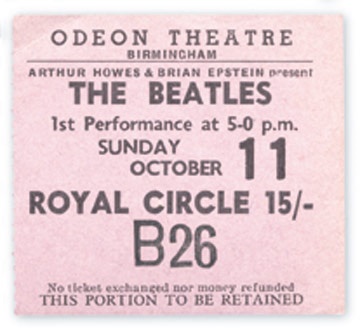 ODEON THEATRE
BIRMINGHAM
ARTHUR HOWES & BRIAN EPSTEIN present
THE BEATLES
1st Performance at 5-0 p.m.
SUNDAY
OCTOBER 11
ROYAL CIRCLE 15/-
B26
No ticket exchanged nor money refunded
THIS PORTION TO BE RETAINED